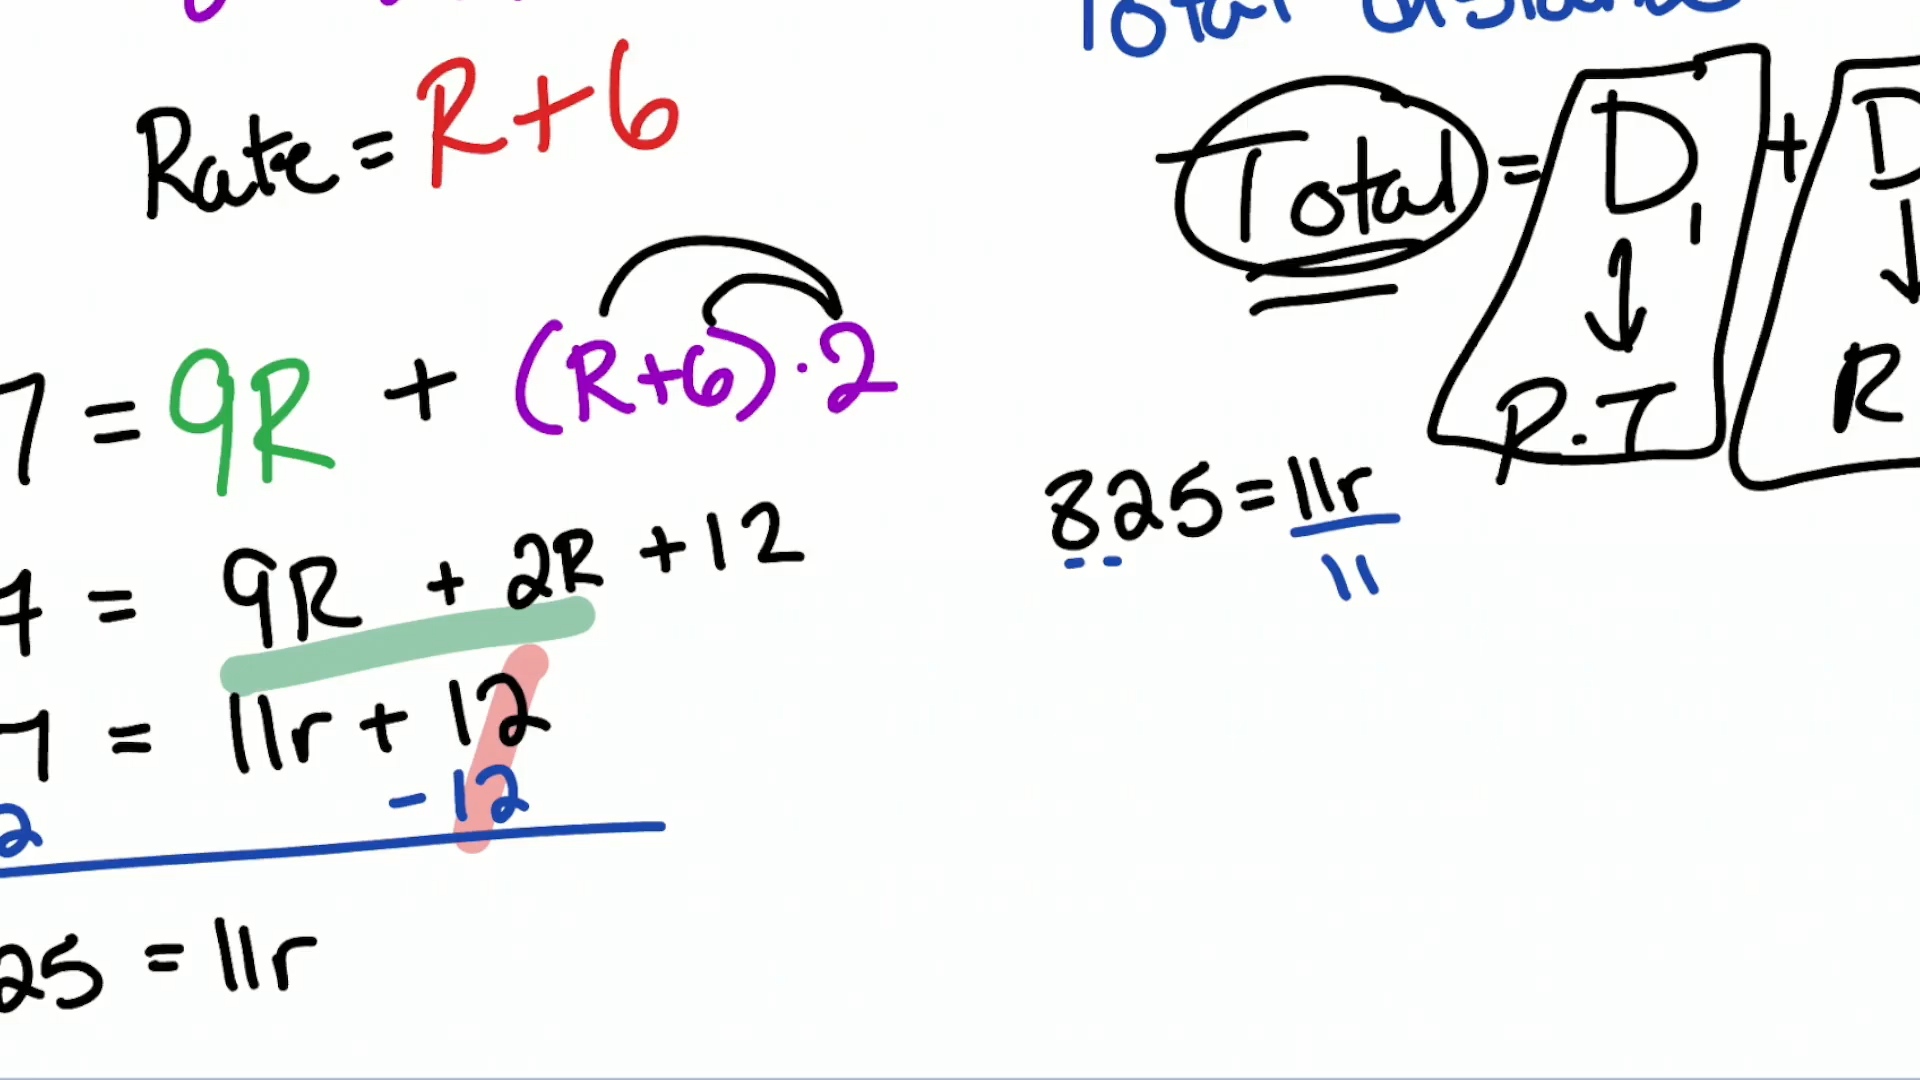 Total
Rate = R+6
Total = D1 +
R.T R
7 = 9R + (R+6) · 2
= 9R + 2R + 12
7 = 11r + 12
2 - 12
25 = 11r
825 = 11r
11